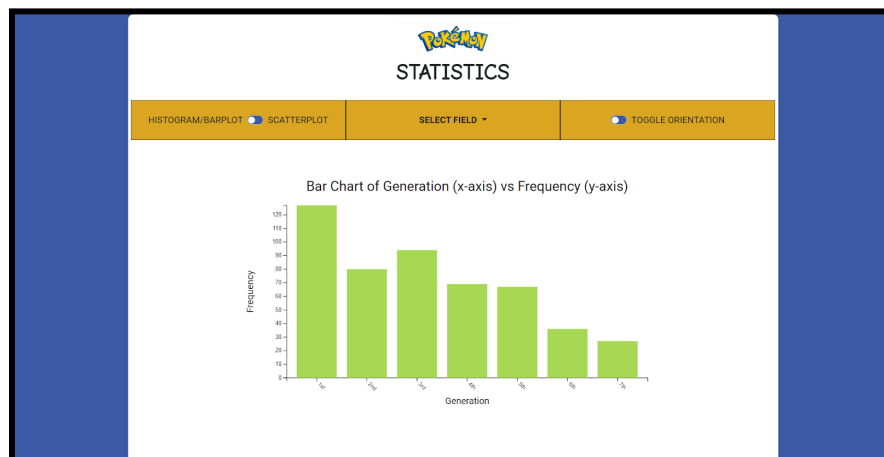 POKéMON
STATISTICS
HISTOGRAM/BARPLOT SCATTERPLOT
SELECT FIELD
TOGGLE ORIENTATION
Bar Chart of Generation (x-axis) vs Frequency (y-axis)
Frequency
120
110
100
90
80
70
60
50
40
30
20
10
0
1st 2nd 3rd 4th 5th 6th 7th
Generation